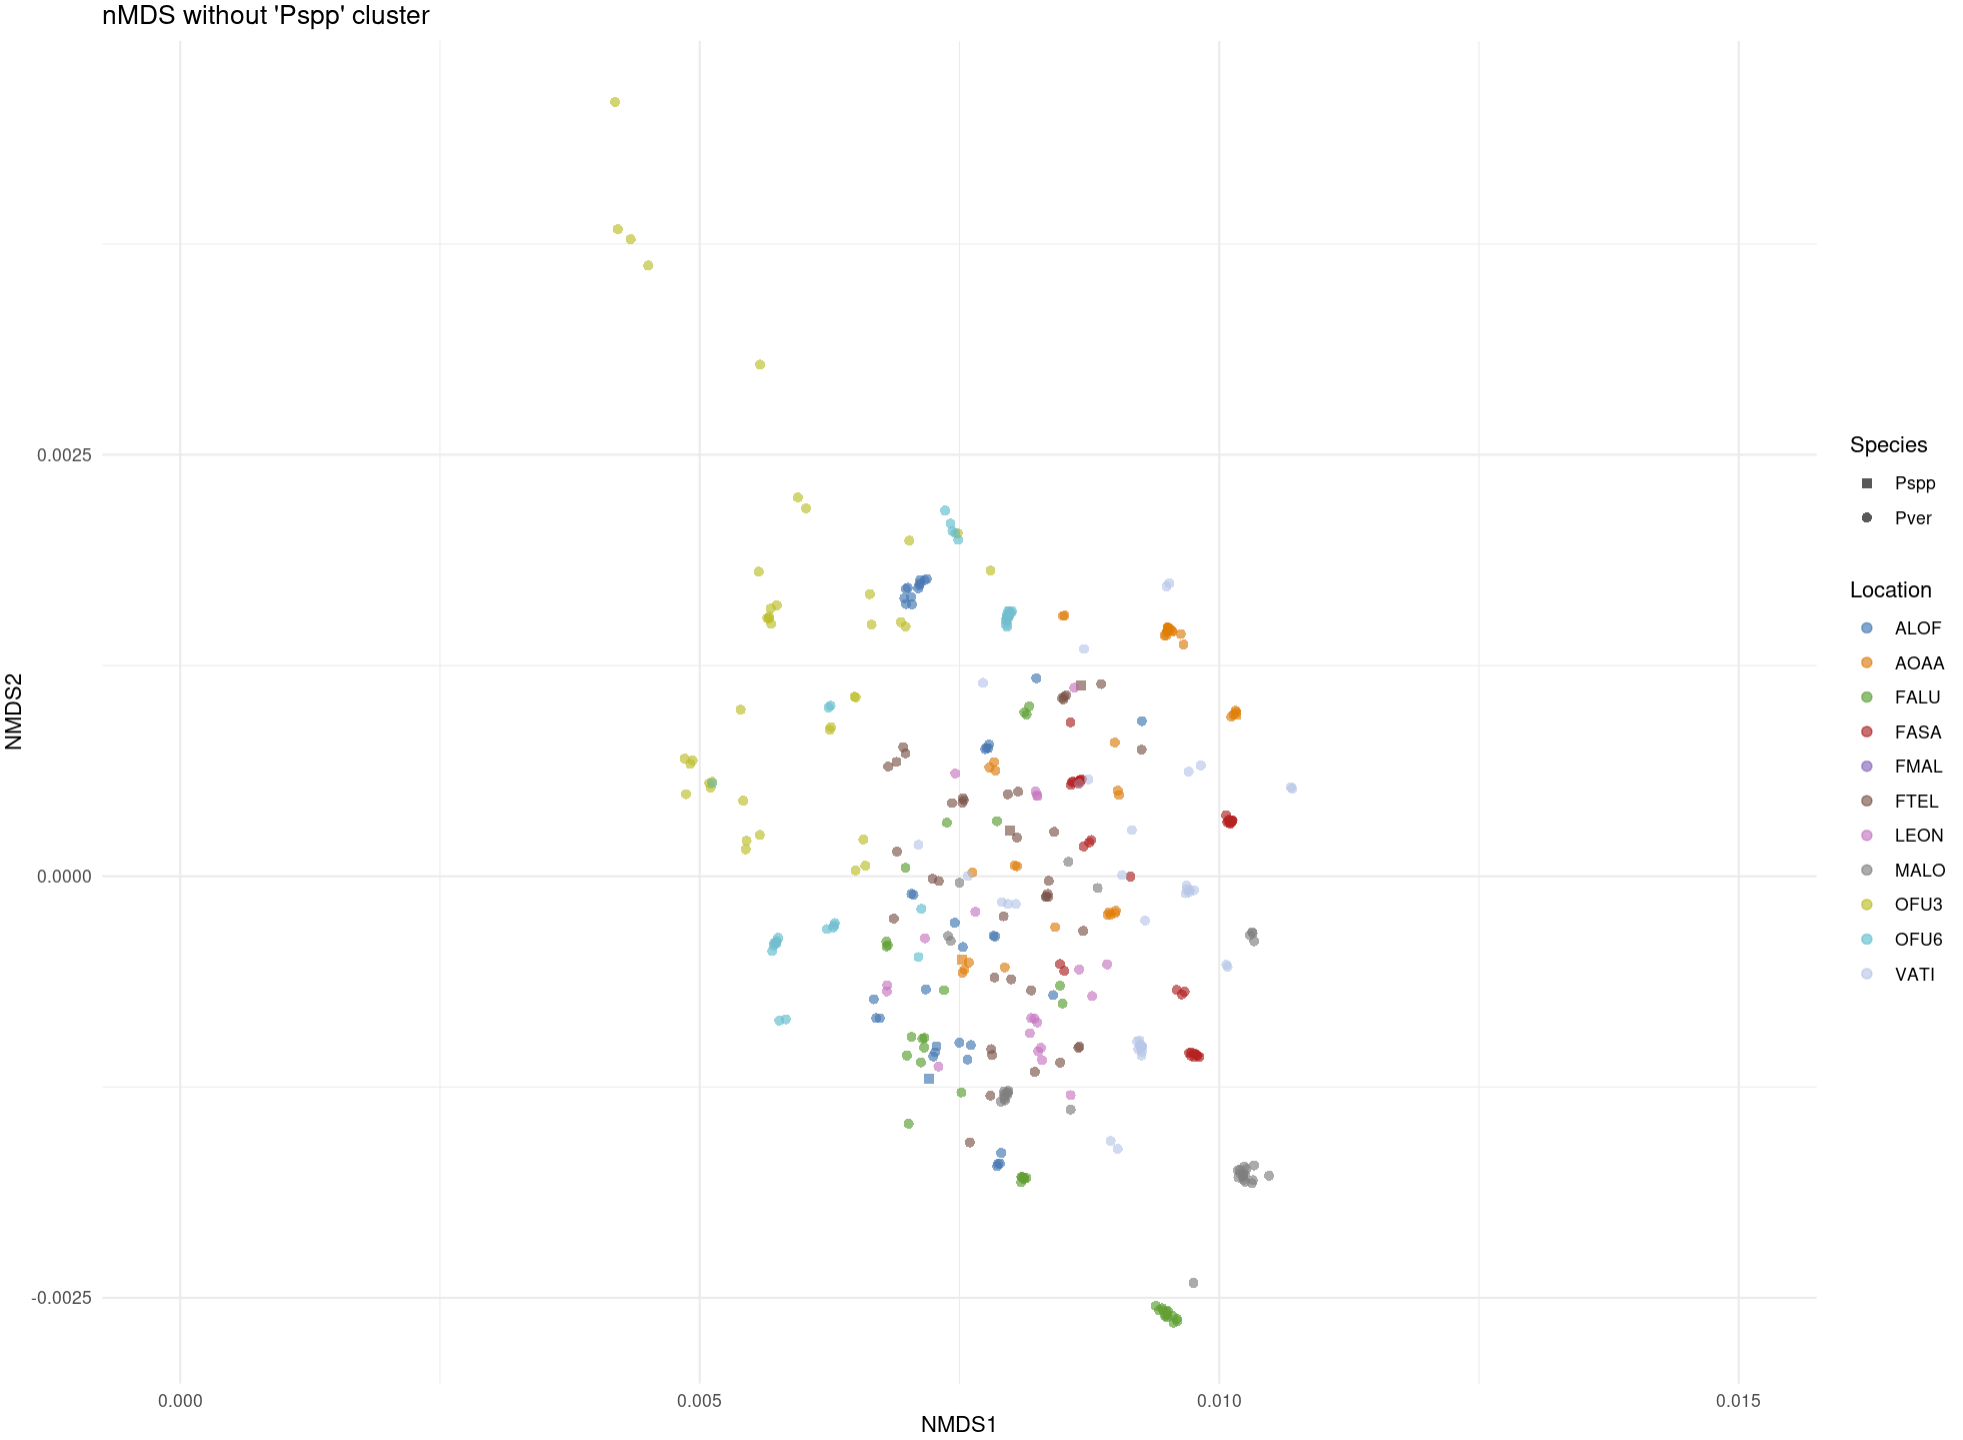 nMDS without 'Pspp' cluster
NMDS2
0.0025
0.0000
-0.0025
0.000
0.005
0.010
0.015
NMDS1
Species
Pspp
Pver
Location
ALOF
AOAA
FALU
FASA
FMAL
FTEL
LEON
MALO
OFU3
OFU6
VATI